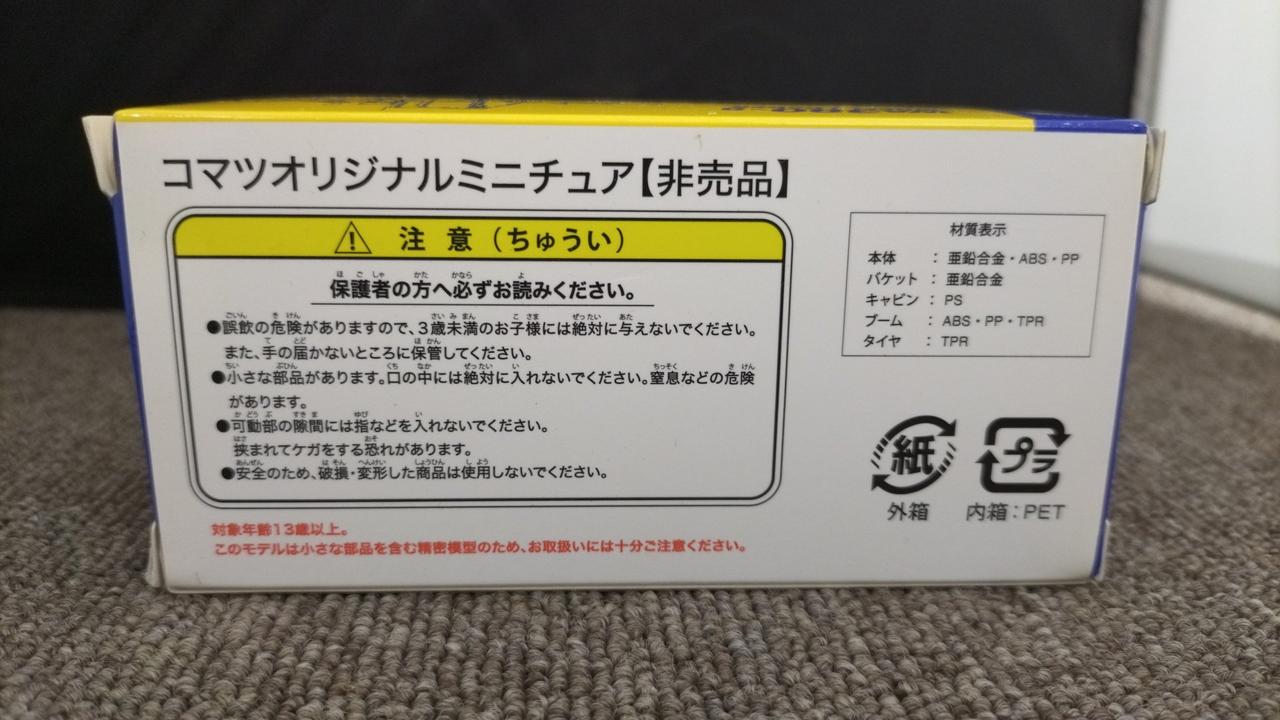 コマツオリジナルミニチュア【非売品】
注 意（ちゅうい）
保護者の方へ必ずお読みください。
●誤飲の危険がありますので、3歳未満のお子様には絶対に与えないでください。
また、手の届かないところに保管してください。
●小さな部品があります。口の中には絶対に入れないでください。窒息などの危険
があります。
●可動部の隙間には指などを入れないでください。
挟まれてケガをする恐れがあります。
●安全のため、破損・変形した商品は使用しないでください。
対象年齢13歳以上。
このモデルは小さな部品を含む精密模型のため、お取扱いには十分ご注意ください。
材質表示
本体 ： 亜鉛合金・ABS・PP
バケット ： 亜鉛合金
キャビン ： PS
ブーム ： ABS・PP・TPR
タイヤ ： TPR
紙 プラ
外箱 内箱：PET